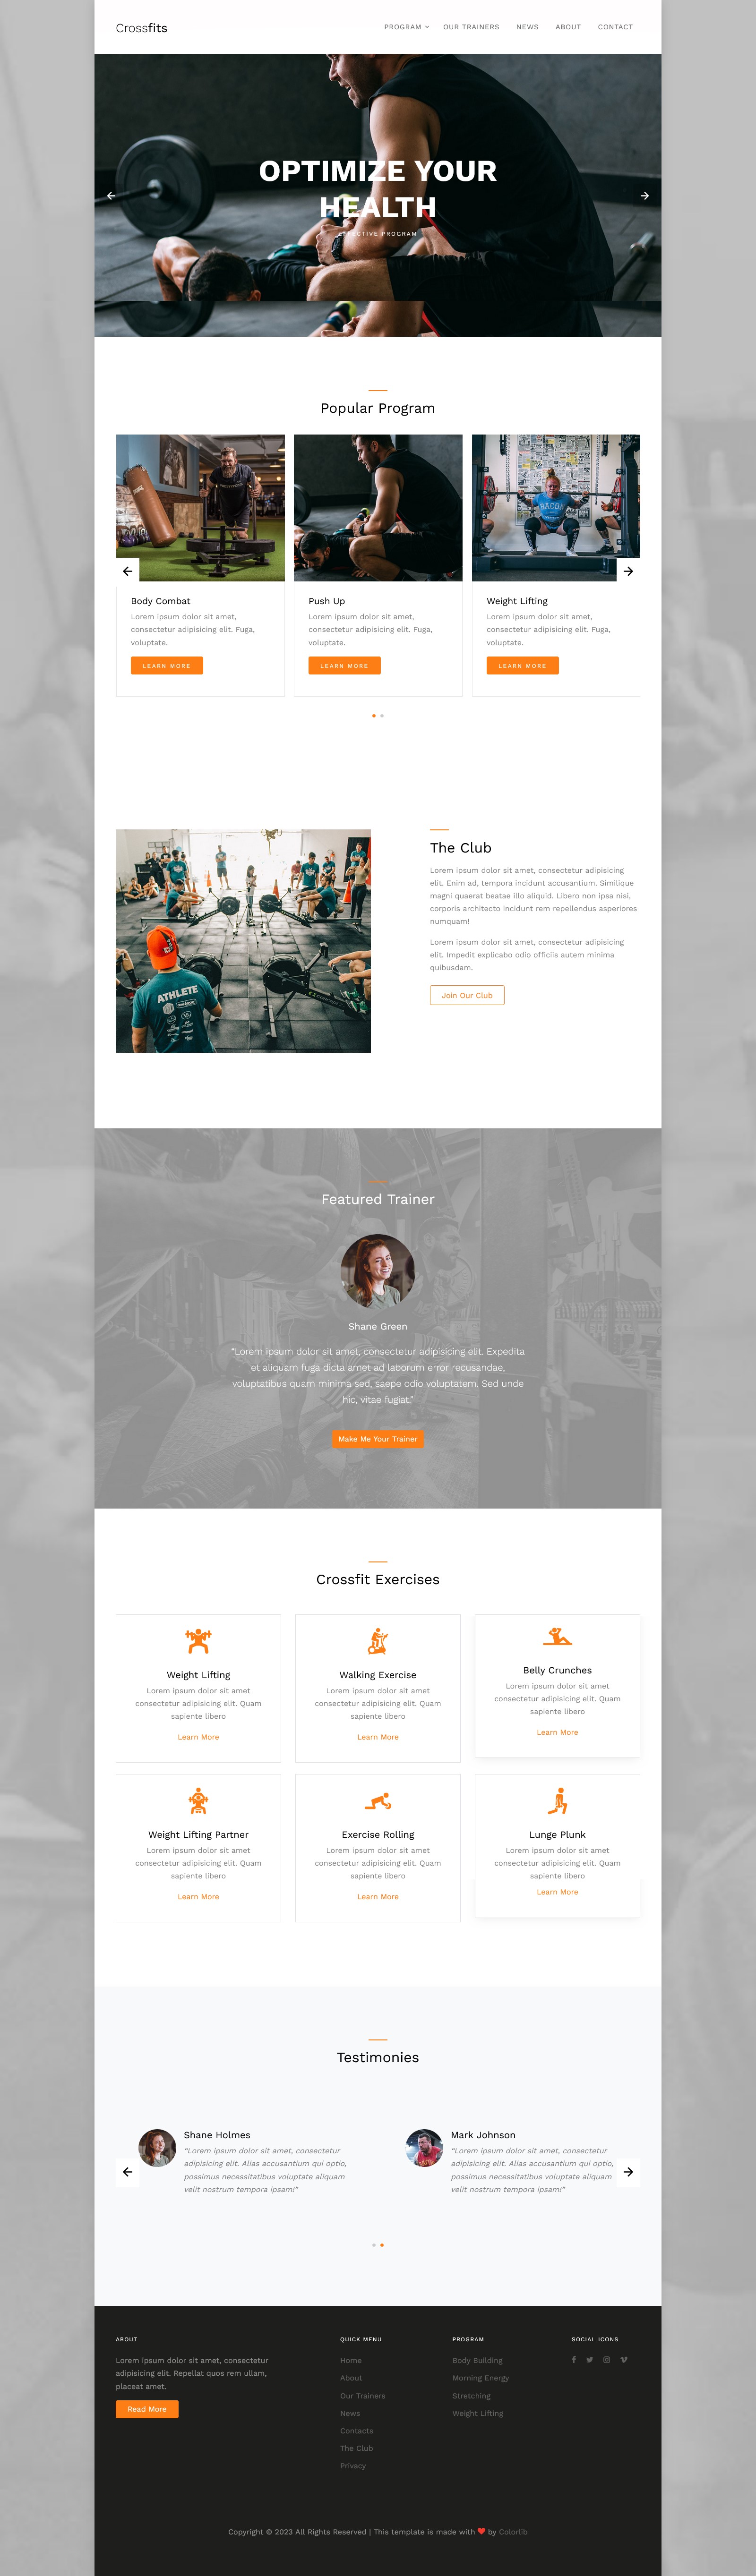 Crossfits
PROGRAM OUR TRAINERS NEWS ABOUT CONTACT
OPTIMIZE YOUR
HEALTH
EFFECTIVE PROGRAM
Popular Program
BACON
Body Combat
Lorem ipsum dolor sit amet,
consectetur adipisicing elit. Fuga,
voluptate.
LEARN MORE
Push Up
Lorem ipsum dolor sit amet,
consectetur adipisicing elit. Fuga,
voluptate.
LEARN MORE
Weight Lifting
Lorem ipsum dolor sit amet,
consectetur adipisicing elit. Fuga,
voluptate.
LEARN MORE
ATHLETE
The Club
Lorem ipsum dolor sit amet, consectetur adipisicing
elit. Enim ad, tempora incidunt accusantium. Similique
magni quaerat beatae illo aliquid. Libero non ipsa nisi,
corporis architecto incidunt rem repellendus asperiores
numquam!
Lorem ipsum dolor sit amet, consectetur adipisicing
elit. Impedit explicabo odio officiis autem minima
quibusdam.
Join Our Club
Featured Trainer
Shane Green
“Lorem ipsum dolor sit amet, consectetur adipisicing elit. Expedita
et aliquam fuga dicta amet ad laborum error recusandae,
voluptatibus quam minima sed, saepe odio voluptatem. Sed unde
hic, vitae fugiat.”
Make Me Your Trainer
Crossfit Exercises
Weight Lifting
Lorem ipsum dolor sit amet
consectetur adipisicing elit. Quam
sapiente libero
Learn More
Walking Exercise
Lorem ipsum dolor sit amet
consectetur adipisicing elit. Quam
sapiente libero
Learn More
Belly Crunches
Lorem ipsum dolor sit amet
consectetur adipisicing elit. Quam
sapiente libero
Learn More
Weight Lifting Partner
Lorem ipsum dolor sit amet
consectetur adipisicing elit. Quam
sapiente libero
Learn More
Exercise Rolling
Lorem ipsum dolor sit amet
consectetur adipisicing elit. Quam
sapiente libero
Learn More
Lunge Plunk
Lorem ipsum dolor sit amet
consectetur adipisicing elit. Quam
sapiente libero
Learn More
Testimonies
Shane Holmes
“Lorem ipsum dolor sit amet, consectetur
adipisicing elit. Alias accusantium qui optio,
possimus necessitatibus voluptate aliquam
velit nostrum tempora ipsam!”
Mark Johnson
“Lorem ipsum dolor sit amet, consectetur
adipisicing elit. Alias accusantium qui optio,
possimus necessitatibus voluptate aliquam
velit nostrum tempora ipsam!”
ABOUT
Lorem ipsum dolor sit amet, consectetur
adipisicing elit. Repellat quos rem ullam,
placeat amet.
Read More
QUICK MENU
Home
About
Our Trainers
News
Contacts
The Club
Privacy
PROGRAM
Body Building
Morning Energy
Stretching
Weight Lifting
SOCIAL ICONS
Copyright © 2023 All Rights Reserved | This template is made with ❤ by Colorlib